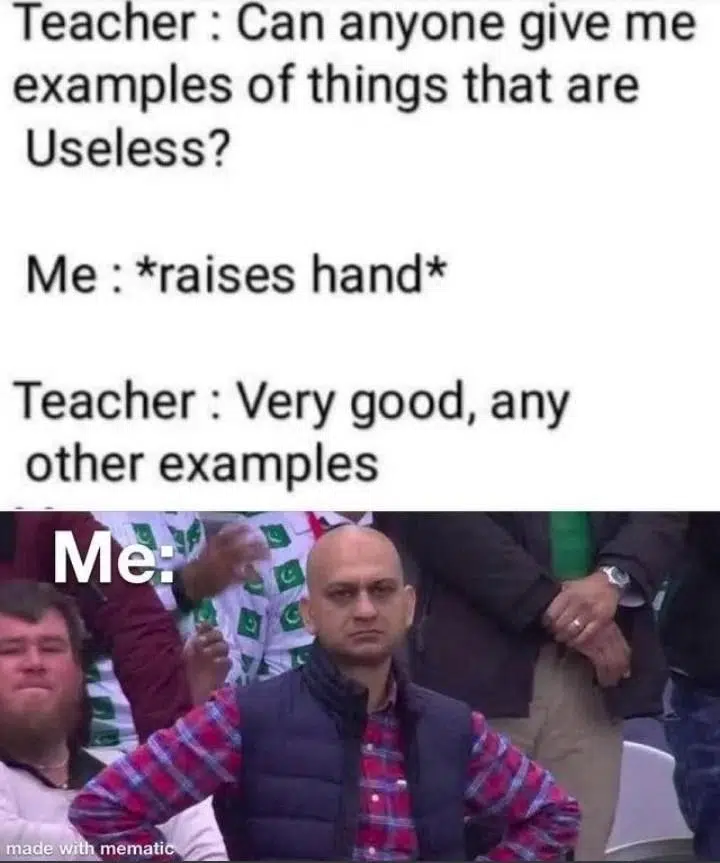 Teacher : Can anyone give me
examples of things that are
Useless?
Me : *raises hand*
Teacher : Very good, any
other examples
Me:
made with mematic